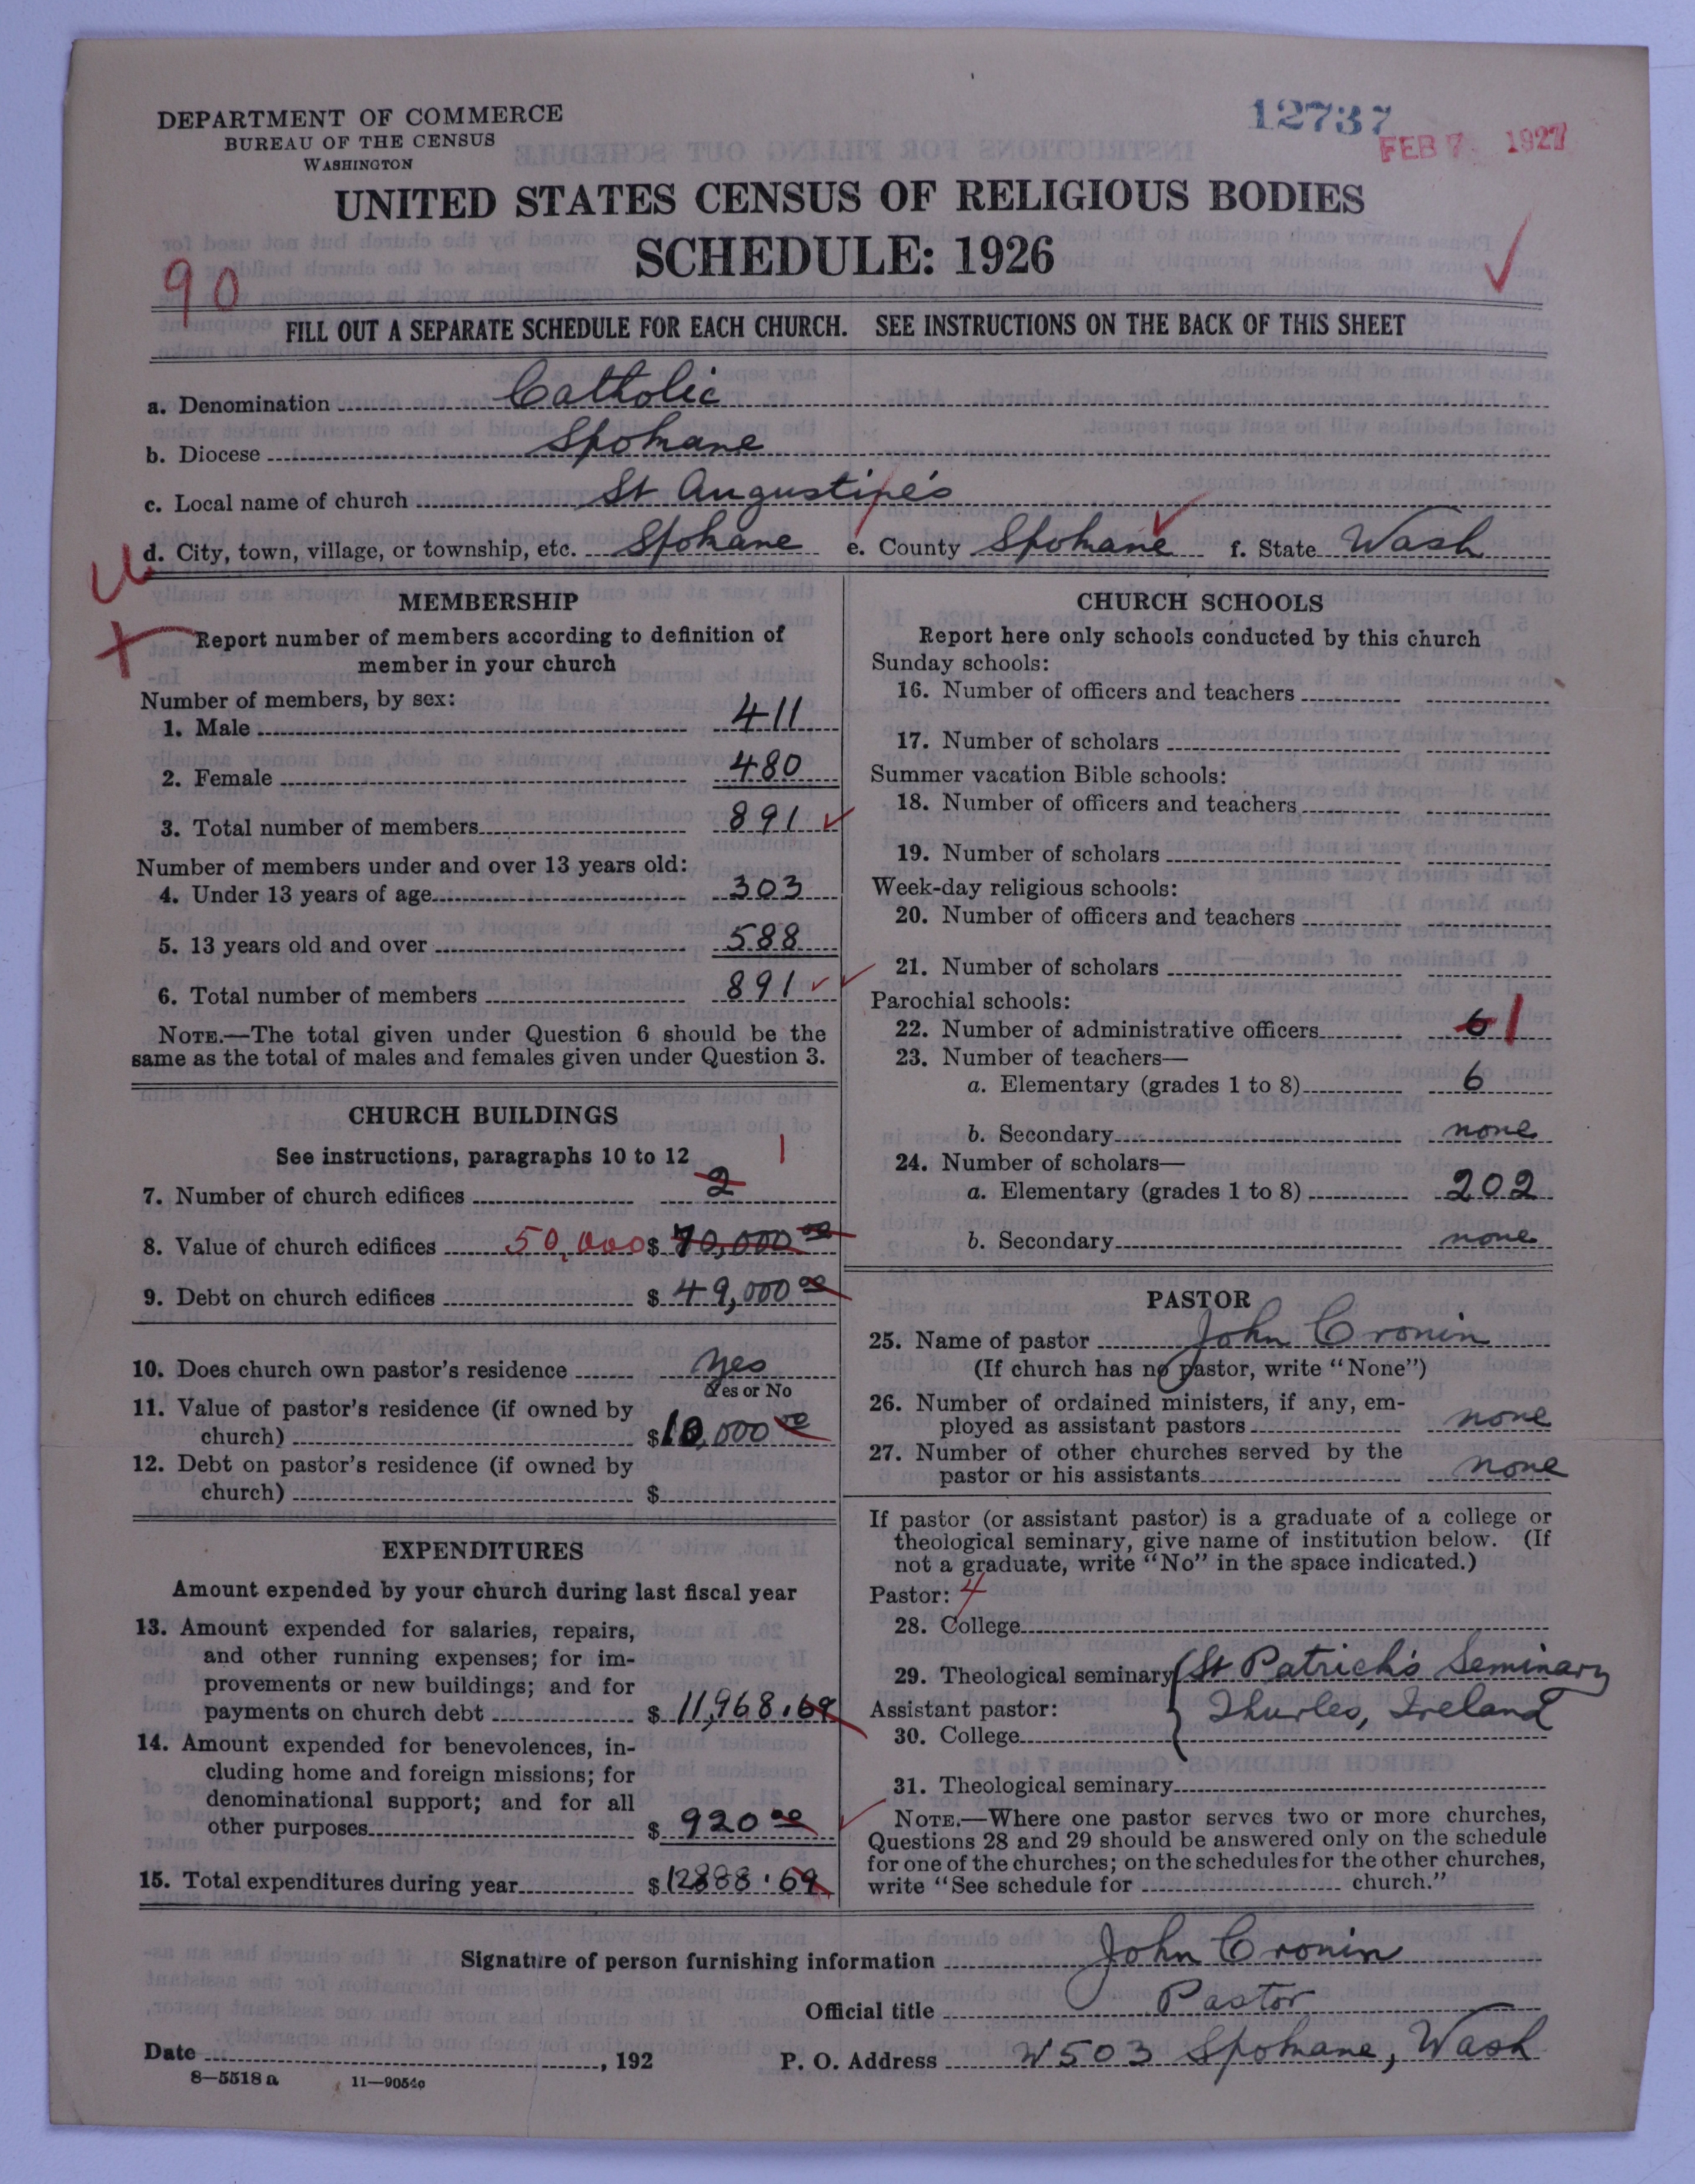 DEPARTMENT OF COMMERCE
BUREAU OF THE CENSUS
WASHINGTON
12737
FEB 7 1927
UNITED STATES CENSUS OF RELIGIOUS BODIES
SCHEDULE: 1926
90
FILL OUT A SEPARATE SCHEDULE FOR EACH CHURCH. SEE INSTRUCTIONS ON THE BACK OF THIS SHEET
a. Denomination Catholic
b. Diocese Spokane
c. Local name of church St Augustine's
d. City, town, village, or township, etc. Spokane e. County Spokane f. State Wash
MEMBERSHIP
Report number of members according to definition of
member in your church
Number of members, by sex:
1. Male 411
2. Female 480
3. Total number of members 891
Number of members under and over 13 years old:
4. Under 13 years of age 303
5. 13 years old and over 588
6. Total number of members 891
NOTE.—The total given under Question 6 should be the
same as the total of males and females given under Question 3.
CHURCH BUILDINGS
See instructions, paragraphs 10 to 12 1
7. Number of church edifices 2
8. Value of church edifices 50,000 $ 70,000 00
9. Debt on church edifices $ 49,000 00
10. Does church own pastor's residence yes
Yes or No
11. Value of pastor's residence (if owned by
church) $ 10,000 00
12. Debt on pastor's residence (if owned by
church) $
EXPENDITURES
Amount expended by your church during last fiscal year
13. Amount expended for salaries, repairs,
and other running expenses; for im-
provements or new buildings; and for
payments on church debt $ 11,968.69
14. Amount expended for benevolences, in-
cluding home and foreign missions; for
denominational support; and for all
other purposes $ 920 00
15. Total expenditures during year $ 12888.69
CHURCH SCHOOLS
Report here only schools conducted by this church
Sunday schools:
16. Number of officers and teachers
17. Number of scholars
Summer vacation Bible schools:
18. Number of officers and teachers
19. Number of scholars
Week-day religious schools:
20. Number of officers and teachers
21. Number of scholars
Parochial schools:
22. Number of administrative officers 6 1
23. Number of teachers—
a. Elementary (grades 1 to 8) 6
b. Secondary none
24. Number of scholars—
a. Elementary (grades 1 to 8) 202
b. Secondary none
PASTOR
25. Name of pastor John Cronin
(If church has no pastor, write "None")
26. Number of ordained ministers, if any, em-
ployed as assistant pastors none
27. Number of other churches served by the
pastor or his assistants none
If pastor (or assistant pastor) is a graduate of a college or
theological seminary, give name of institution below. (If
not a graduate, write "No" in the space indicated.)
Pastor: 4
28. College
29. Theological seminary St Patrick's Seminary
Assistant pastor: Thurles, Ireland
30. College
31. Theological seminary
NOTE.—Where one pastor serves two or more churches,
Questions 28 and 29 should be answered only on the schedule
for one of the churches; on the schedules for the other churches,
write "See schedule for church."
Signature of person furnishing information John Cronin
Official title Pastor
Date , 192 P. O. Address W 503 Spokane, Wash
8—5518 a 11—9054c